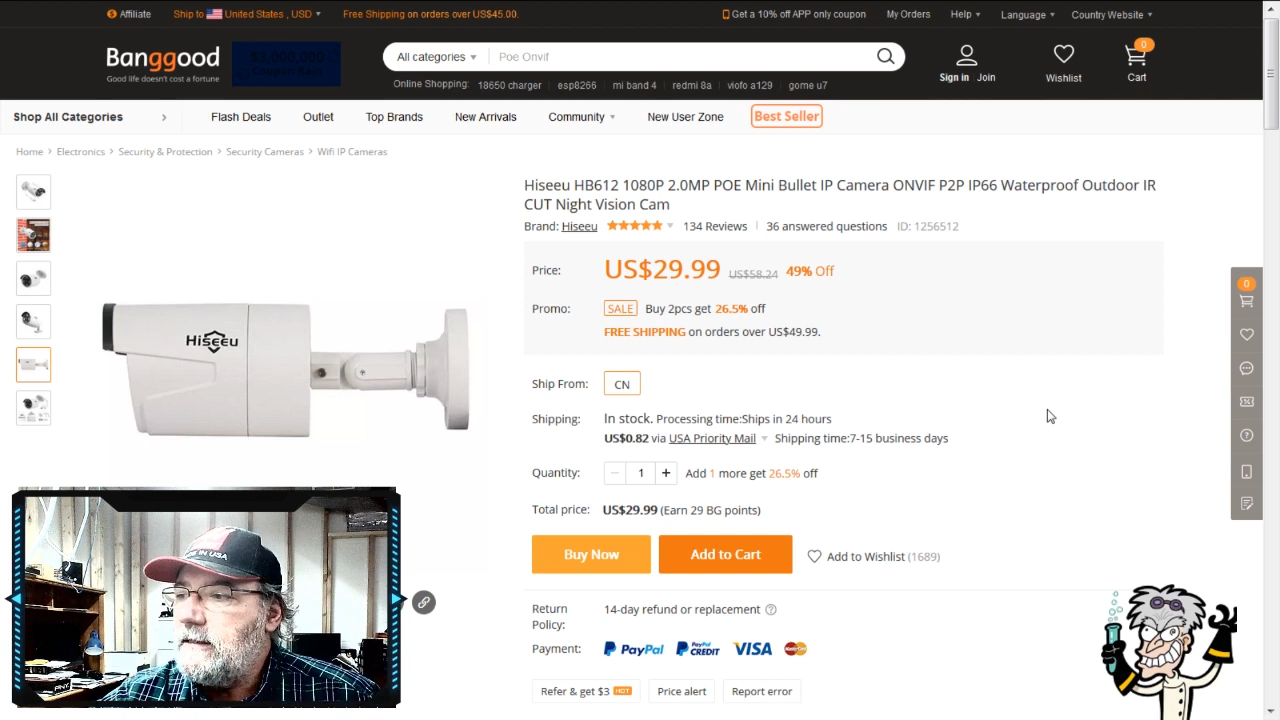 Affiliate Ship to United States , USD Free Shipping on orders over US$45.00. Get a 10% off APP only coupon My Orders Help Language Country Website
Banggood
Good life doesn't cost a fortune
$3,000,000
All categories Poe Onvif
Online Shopping: 18650 charger esp8266 mi band 4 redmi 8a viofo a129 gome u7
0
Sign in Join Wishlist Cart
Shop All Categories Flash Deals Outlet Top Brands New Arrivals Community New User Zone Best Seller
Home > Electronics > Security & Protection > Security Cameras > Wifi IP Cameras
Hiseeu HB612 1080P 2.0MP POE Mini Bullet IP Camera ONVIF P2P IP66 Waterproof Outdoor IR
CUT Night Vision Cam
Brand: Hiseeu 134 Reviews 36 answered questions ID: 1256512
Price: US$29.99 US$58.24 49% Off
Promo: SALE Buy 2pcs get 26.5% off
FREE SHIPPING on orders over US$49.99.
0
HISEEU
Ship From: CN
Shipping: In stock. Processing time:Ships in 24 hours
US$0.82 via USA Priority Mail Shipping time:7-15 business days
Quantity: − 1 + Add 1 more get 26.5% off
Total price: US$29.99 (Earn 29 BG points)
Buy Now Add to Cart Add to Wishlist (1689)
Return
Policy:
14-day refund or replacement
Payment: PayPal PayPal CREDIT VISA MasterCard
Refer & get $3 HOT Price alert Report error
IN USA
PNY